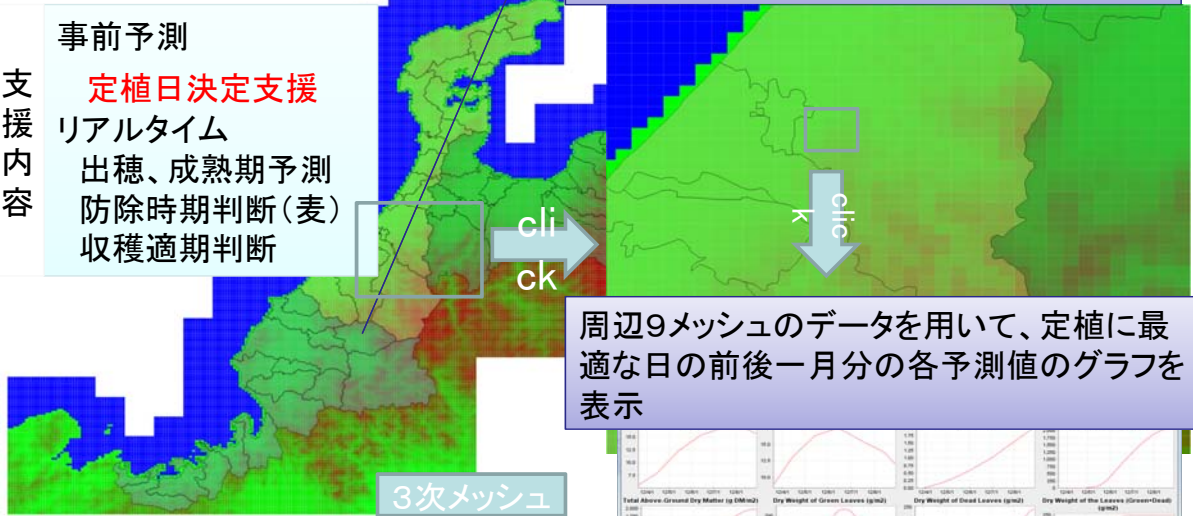 支援内容
事前予測
定植日決定支援
リアルタイム
出穂、成熟期予測
防除時期判断(麦)
収穫適期判断
cli
ck
clic
k
周辺9メッシュのデータを用いて、定植に最
適な日の前後一月分の各予測値のグラフを
表示
3次メッシュ
Total Above-Ground Dry Matter (g DM/m2)
Dry Weight of Green Leaves (g/m2)
Dry Weight of Dead Leaves (g/m2)
Dry Weight of the Leaves (Green+Dead)
(g/m2)